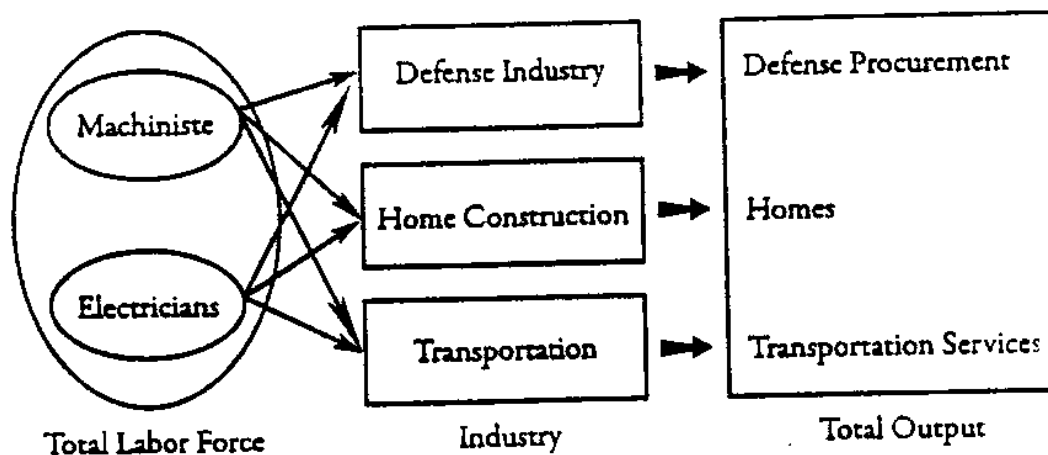 Machiniste
Electricians
Total Labor Force
Defense Industry
Home Construction
Transportation
Industry
Defense Procurement
Homes
Transportation Services
Total Output